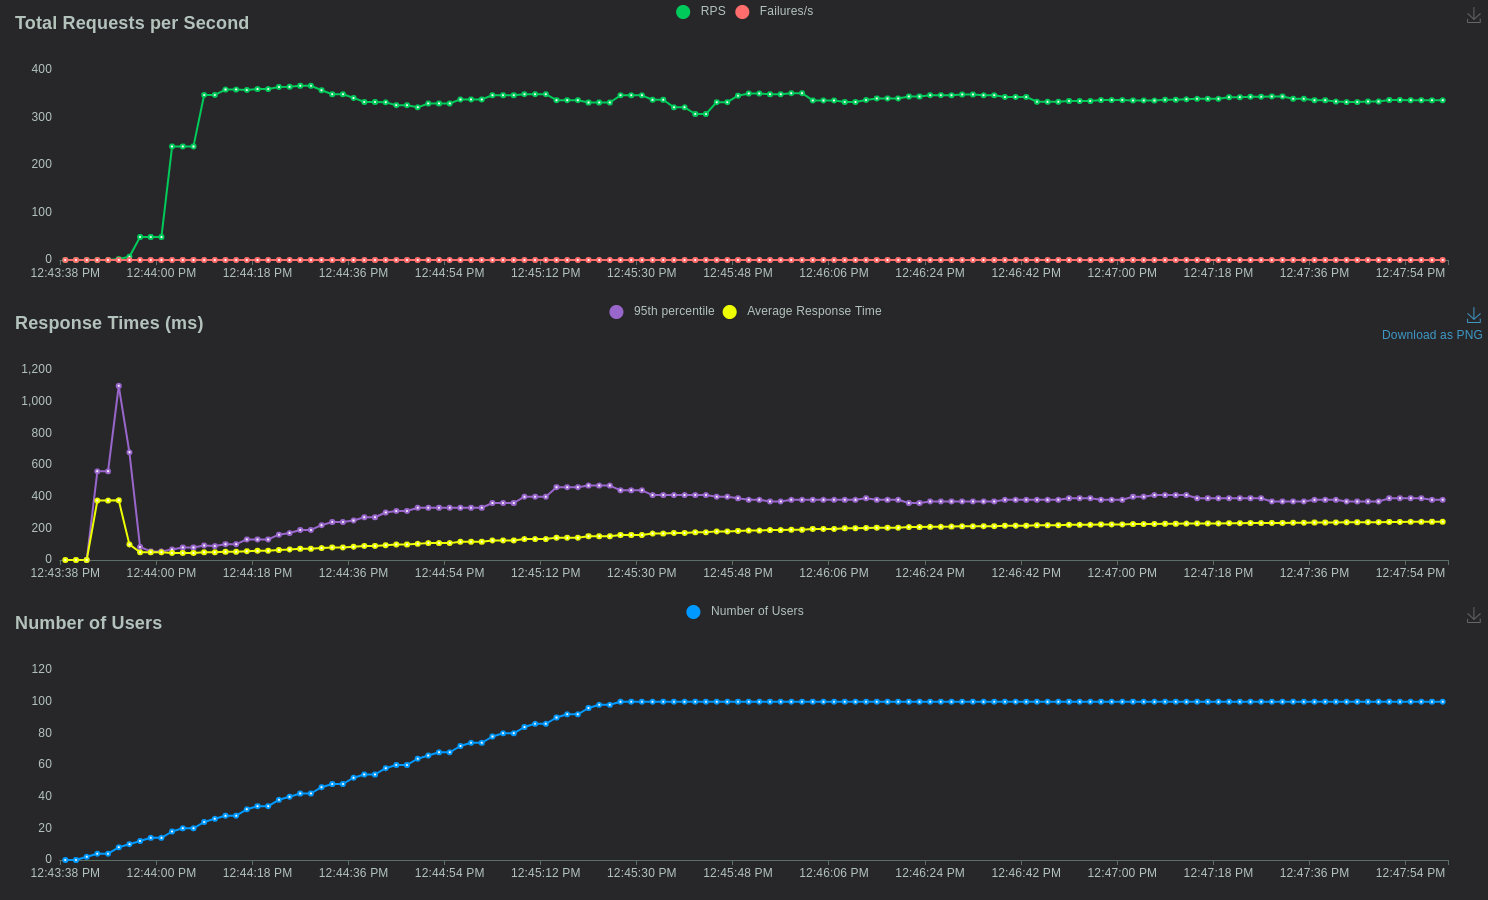 Total Requests per Second
RPS Failures/s
400
300
200
100
0
12:43:38 PM 12:44:00 PM 12:44:18 PM 12:44:36 PM 12:44:54 PM 12:45:12 PM 12:45:30 PM 12:45:48 PM 12:46:06 PM 12:46:24 PM 12:46:42 PM 12:47:00 PM 12:47:18 PM 12:47:36 PM 12:47:54 PM
Response Times (ms)
95th percentile Average Response Time
Download as PNG
1,200
1,000
800
600
400
200
0
12:43:38 PM 12:44:00 PM 12:44:18 PM 12:44:36 PM 12:44:54 PM 12:45:12 PM 12:45:30 PM 12:45:48 PM 12:46:06 PM 12:46:24 PM 12:46:42 PM 12:47:00 PM 12:47:18 PM 12:47:36 PM 12:47:54 PM
Number of Users
Number of Users
120
100
80
60
40
20
0
12:43:38 PM 12:44:00 PM 12:44:18 PM 12:44:36 PM 12:44:54 PM 12:45:12 PM 12:45:30 PM 12:45:48 PM 12:46:06 PM 12:46:24 PM 12:46:42 PM 12:47:00 PM 12:47:18 PM 12:47:36 PM 12:47:54 PM